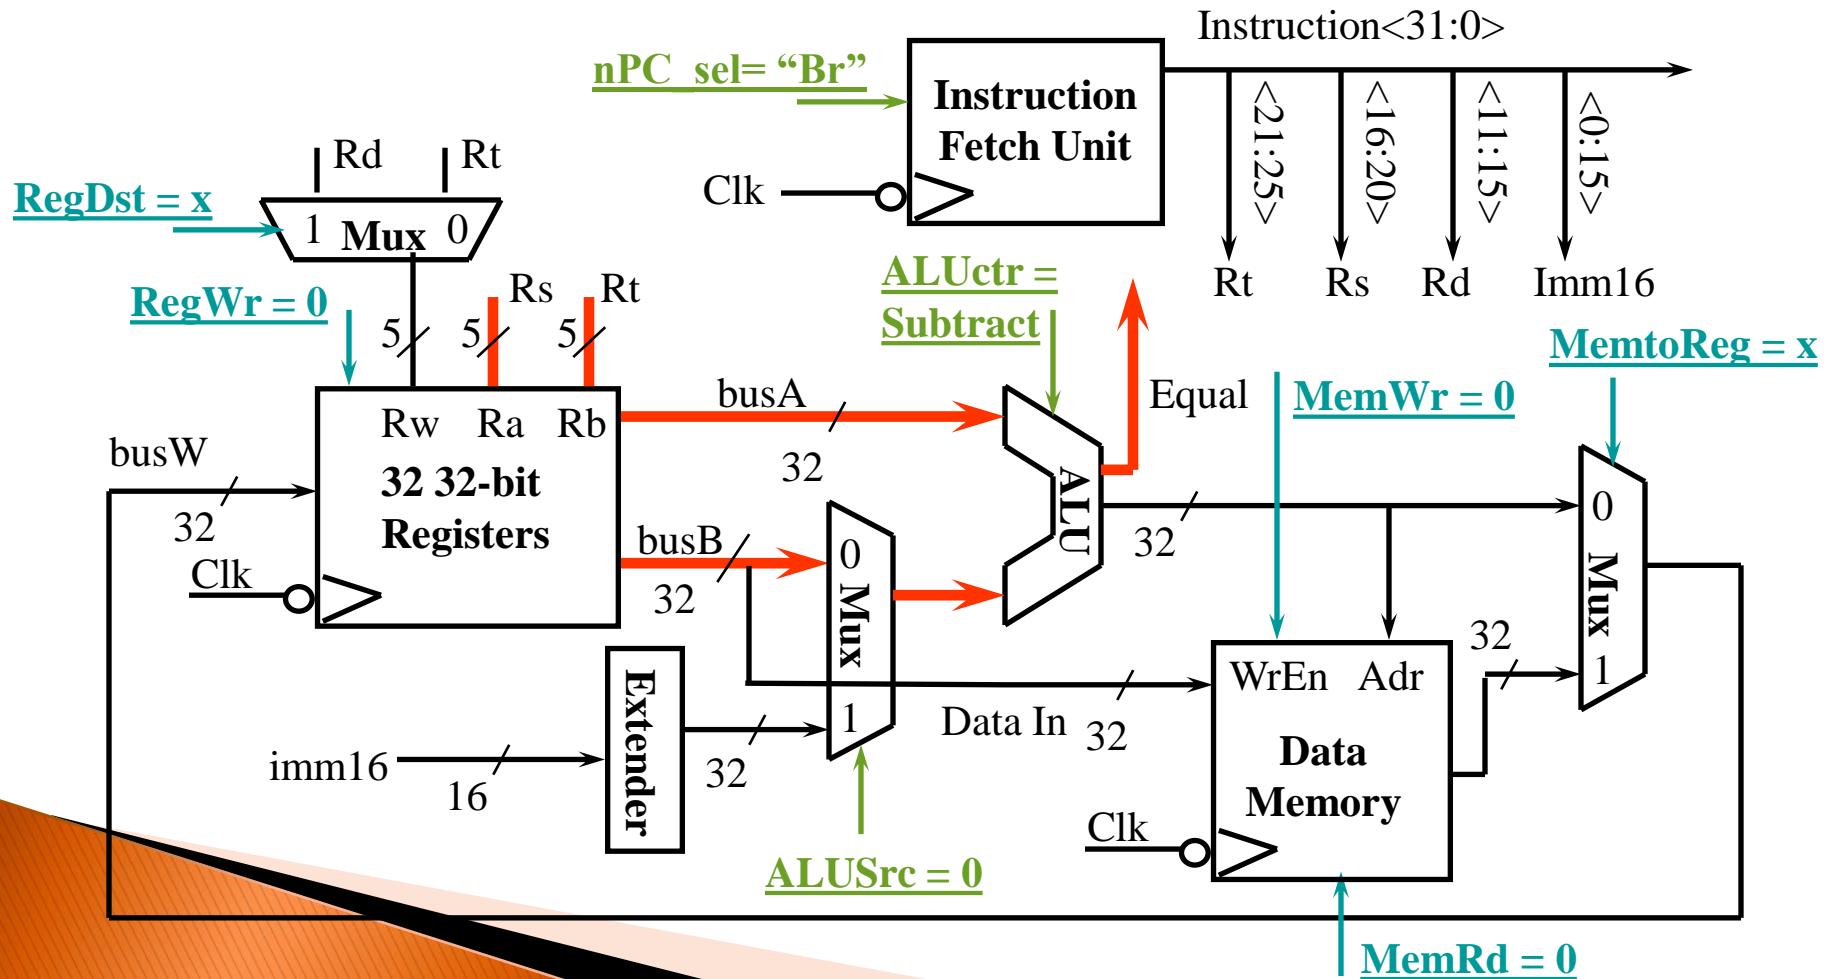 Instruction<31:0>
nPC_sel= “Br”
Instruction
Fetch Unit
<21:25>
<16:20>
<11:15>
<0:15>
Rd
Rt
Clk
RegDst = x
1 Mux 0
ALUctr =
Subtract
Rt
Rs
Rd
Imm16
RegWr = 0
Rs
Rt
5
5
5
MemtoReg = x
busA
Equal
MemWr = 0
Rw Ra Rb
busW
32
32 32-bit
Registers
ALU
0
32
busB
0
32
Clk
32
Mux
Mux
32
Extender
WrEn Adr
1
1
Data In
32
imm16
16
32
Data
Memory
Clk
ALUSrc = 0
MemRd = 0